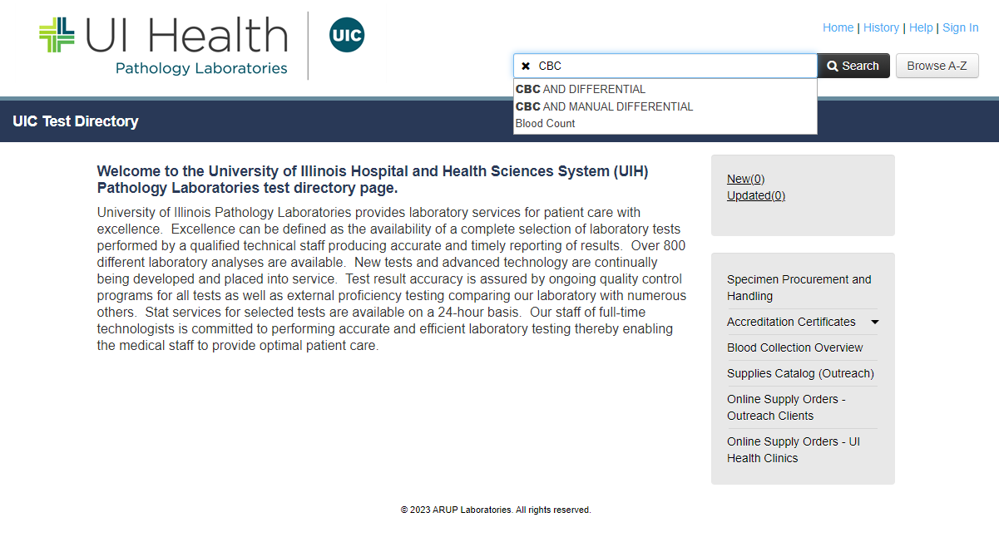 UI Health
Pathology Laboratories
UIC
Home | History | Help | Sign In
✖ CBC
Search
Browse A-Z
CBC AND DIFFERENTIAL
CBC AND MANUAL DIFFERENTIAL
Blood Count
UIC Test Directory
Welcome to the University of Illinois Hospital and Health Sciences System (UIH)
Pathology Laboratories test directory page.
University of Illinois Pathology Laboratories provides laboratory services for patient care with
excellence.  Excellence can be defined as the availability of a complete selection of laboratory tests
performed by a qualified technical staff producing accurate and timely reporting of results.  Over 800
different laboratory analyses are available.  New tests and advanced technology are continually
being developed and placed into service.  Test result accuracy is assured by ongoing quality control
programs for all tests as well as external proficiency testing comparing our laboratory with numerous
others.  Stat services for selected tests are available on a 24-hour basis.  Our staff of full-time
technologists is committed to performing accurate and efficient laboratory testing thereby enabling
the medical staff to provide optimal patient care.
New(0)
Updated(0)
Specimen Procurement and
Handling
Accreditation Certificates
Blood Collection Overview
Supplies Catalog (Outreach)
Online Supply Orders -
Outreach Clients
Online Supply Orders - UI
Health Clinics
© 2023 ARUP Laboratories. All rights reserved.